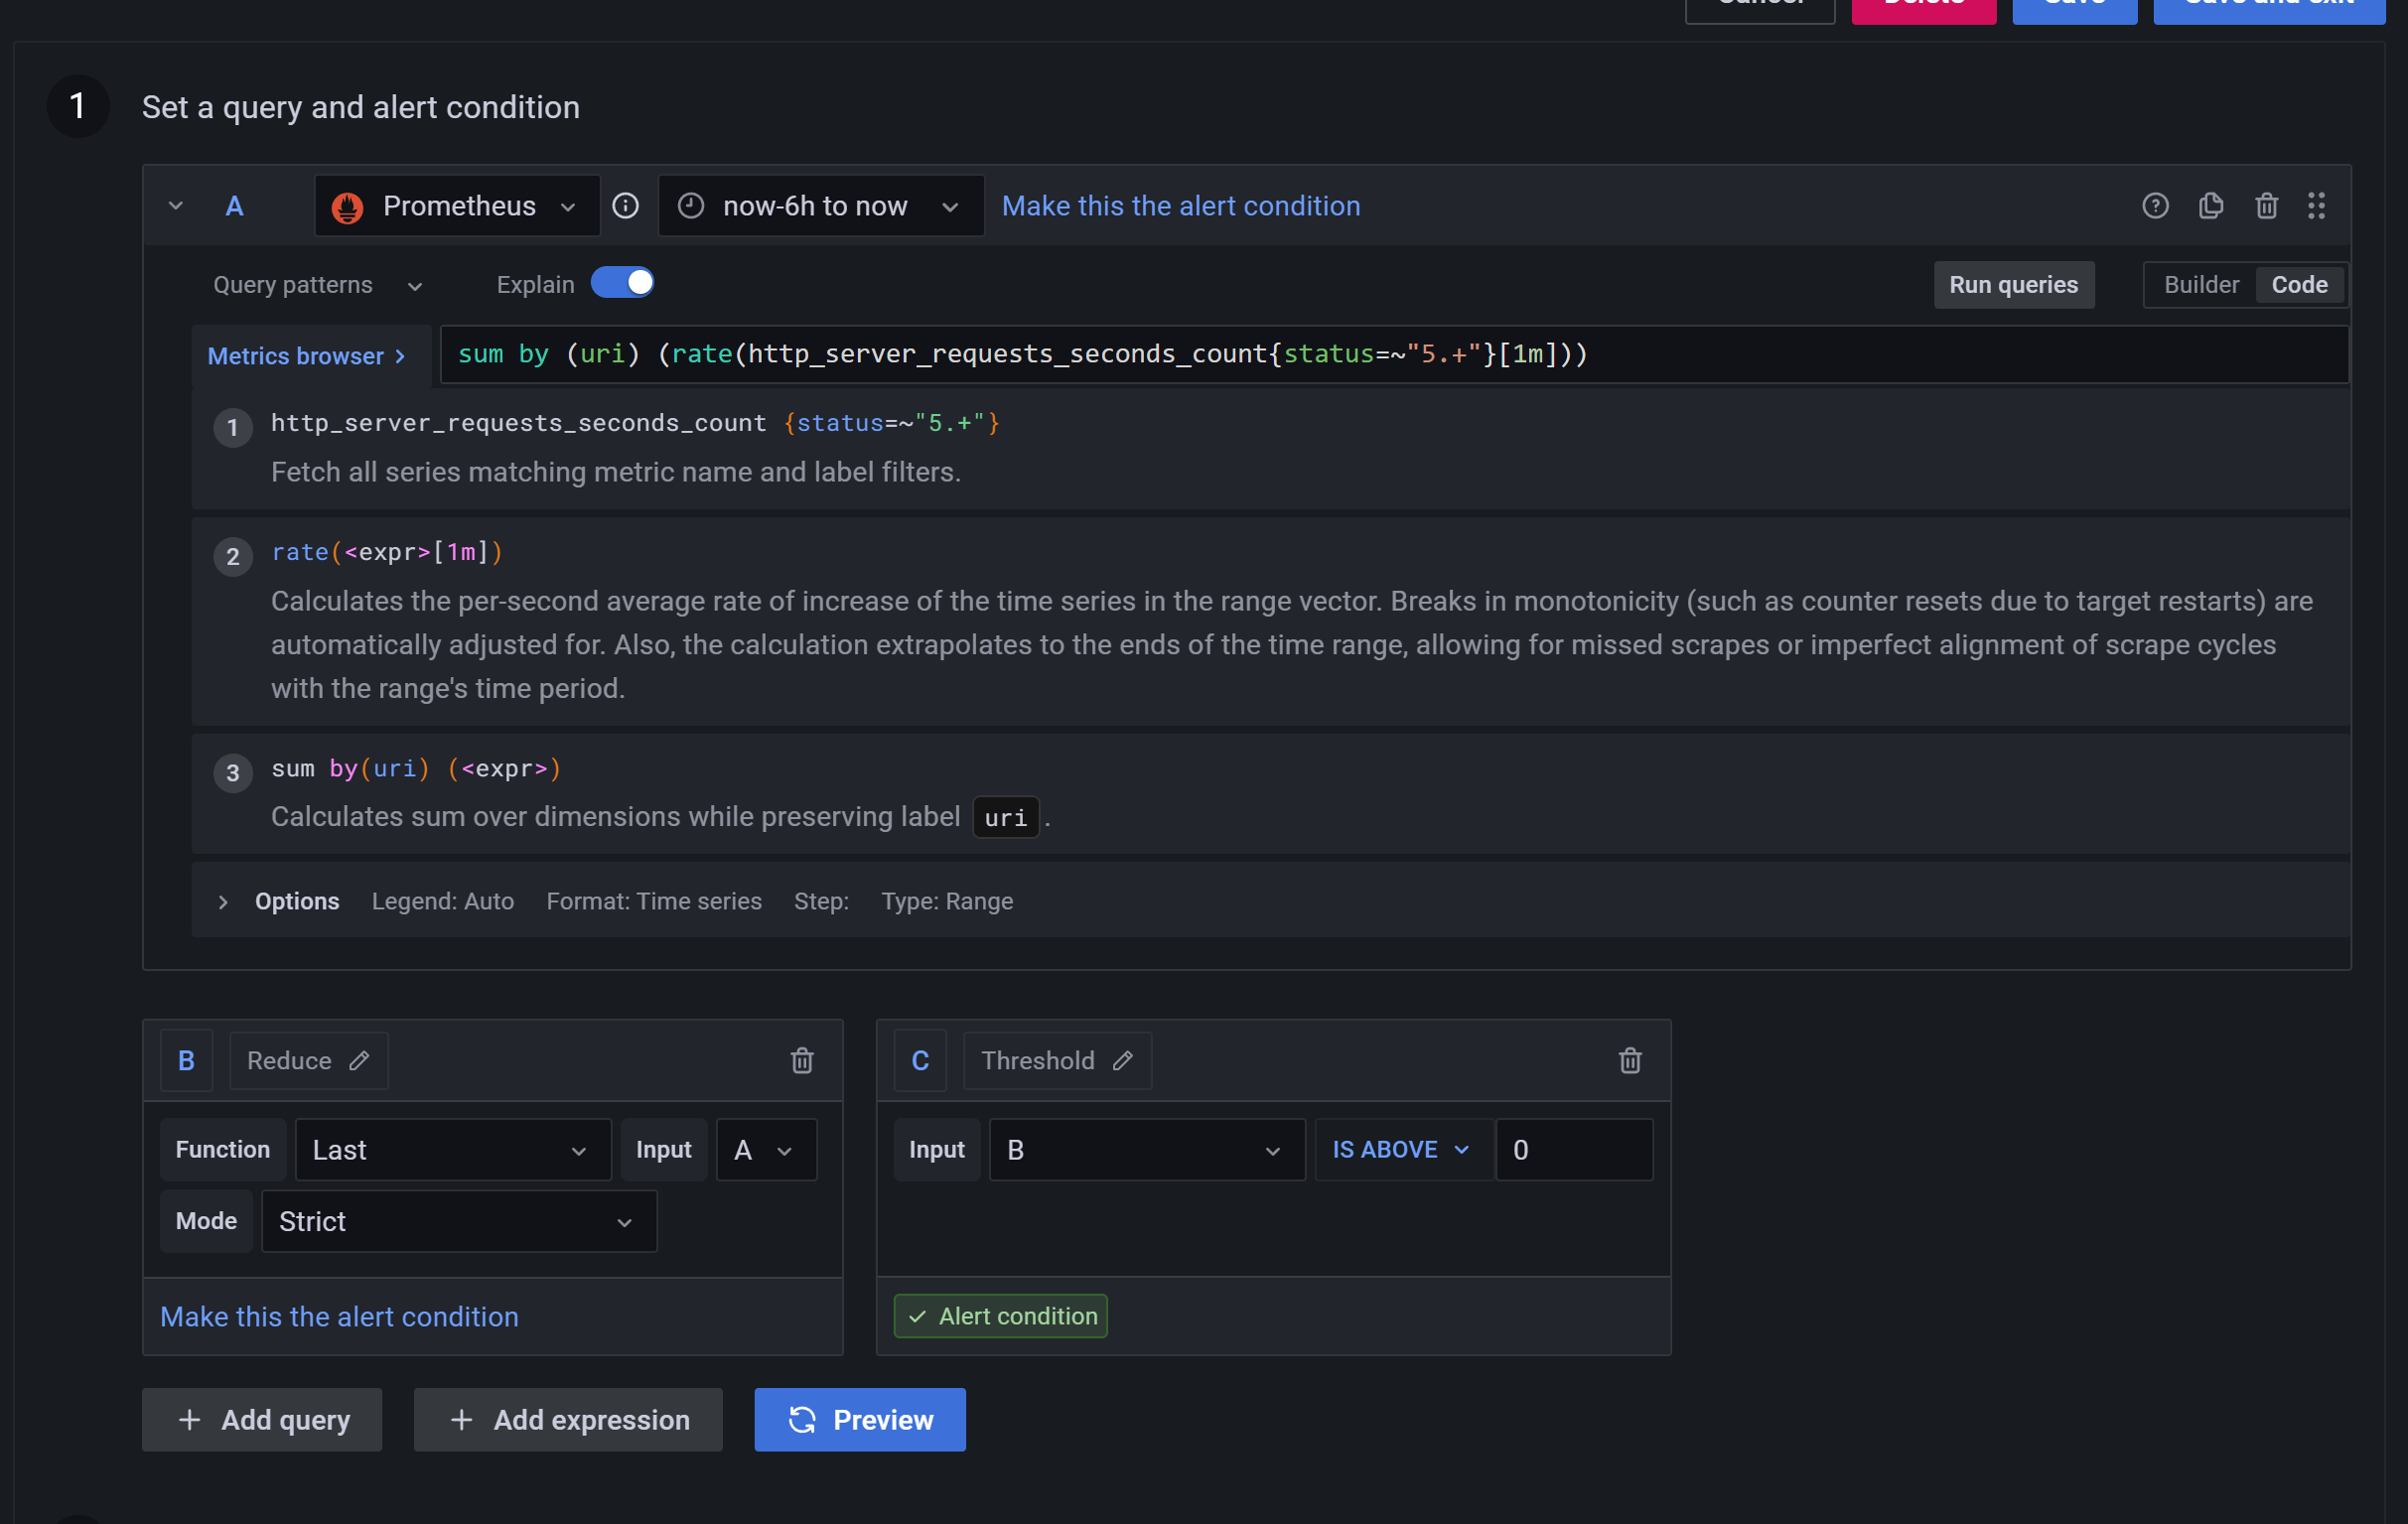 Cancel Delete Save Save and exit
1 Set a query and alert condition
A Prometheus now-6h to now Make this the alert condition
Query patterns Explain Run queries Builder Code
Metrics browser > sum by (uri) (rate(http_server_requests_seconds_count{status=~"5.+"}[1m]))
1 http_server_requests_seconds_count {status=~"5.+"}
Fetch all series matching metric name and label filters.
2 rate(<expr>[1m])
Calculates the per-second average rate of increase of the time series in the range vector. Breaks in monotonicity (such as counter resets due to target restarts) are
automatically adjusted for. Also, the calculation extrapolates to the ends of the time range, allowing for missed scrapes or imperfect alignment of scrape cycles
with the range's time period.
3 sum by(uri) (<expr>)
Calculates sum over dimensions while preserving label uri .
Options Legend: Auto Format: Time series Step: Type: Range
B Reduce
Function Last Input A
Mode Strict
Make this the alert condition
C Threshold
Input B IS ABOVE 0
Alert condition
+ Add query + Add expression Preview